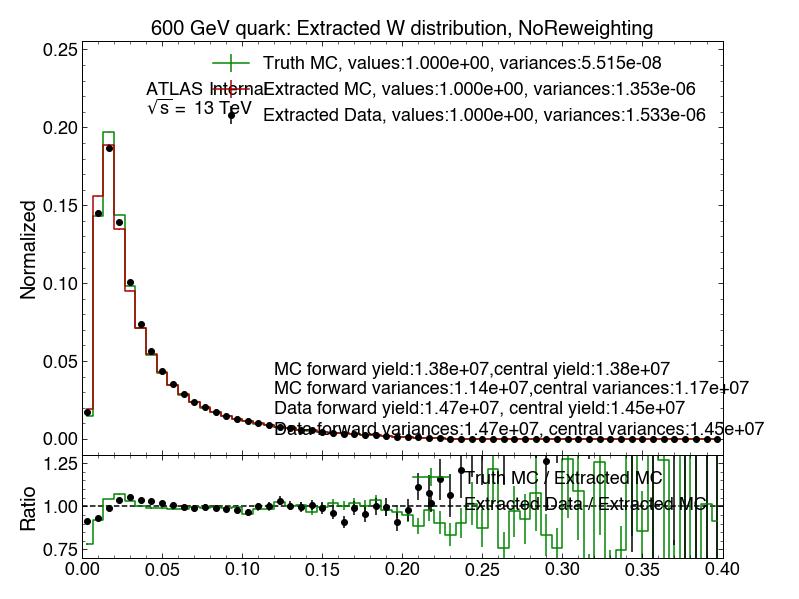 600 GeV quark: Extracted W distribution, NoReweighting
0.25
0.20
0.15
0.10
0.05
0.00
Normalized
Truth MC, values:1.000e+00, variances:5.515e-08
Extracted MC, values:1.000e+00, variances:1.353e-06
Extracted Data, values:1.000e+00, variances:1.533e-06
ATLAS Internal
√s = 13 TeV
MC forward yield:1.38e+07,central yield:1.38e+07
MC forward variances:1.14e+07,central variances:1.17e+07
Data forward yield:1.47e+07, central yield:1.45e+07
Data forward variances:1.47e+07, central variances:1.45e+07
1.25
1.00
0.75
Ratio
Truth MC / Extracted MC
Extracted Data / Extracted MC
0.00 0.05 0.10 0.15 0.20 0.25 0.30 0.35 0.40